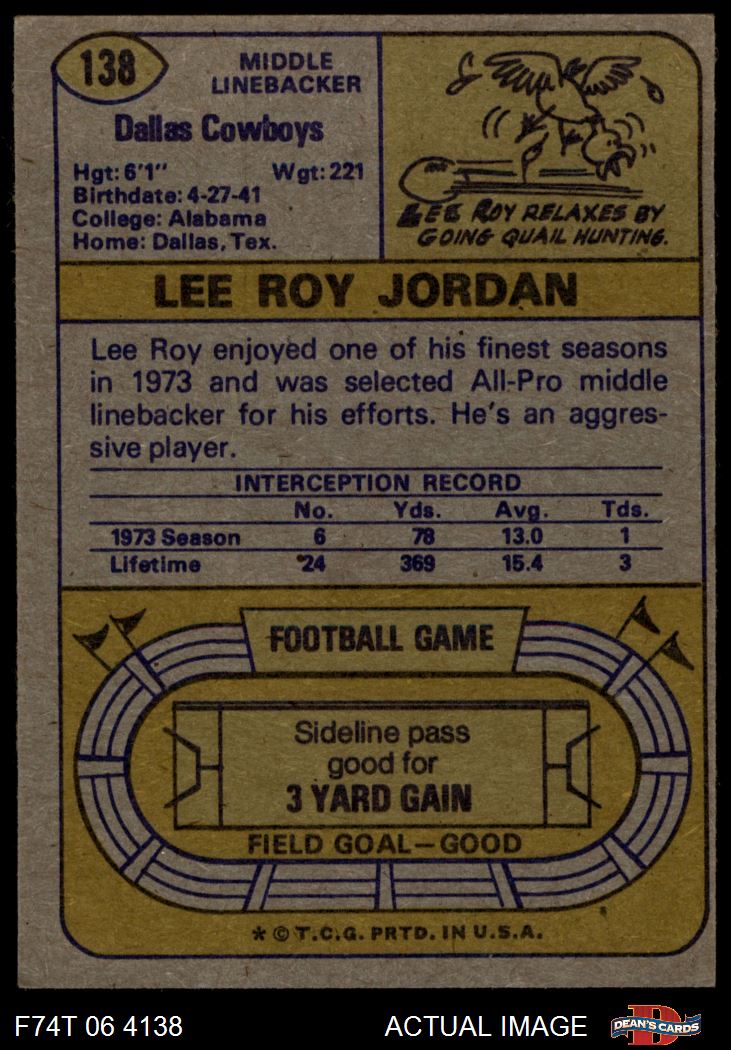 138
MIDDLE
LINEBACKER
Dallas Cowboys
Hgt: 6'1" Wgt: 221
Birthdate: 4-27-41
College: Alabama
Home: Dallas, Tex.
LEE ROY RELAXES BY
GOING QUAIL HUNTING.
LEE ROY JORDAN
Lee Roy enjoyed one of his finest seasons
in 1973 and was selected All-Pro middle
linebacker for his efforts. He's an aggres-
sive player.
INTERCEPTION RECORD
No. Yds. Avg. Tds.
1973 Season 6 78 13.0 1
Lifetime 24 369 15.4 3
FOOTBALL GAME
Sideline pass
good for
3 YARD GAIN
FIELD GOAL—GOOD
* © T.C.G. PRTD. IN U.S.A.
F74T 06 4138 ACTUAL IMAGE
DEAN'S CARDS